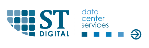 ST
DIGITAL
data
center
services